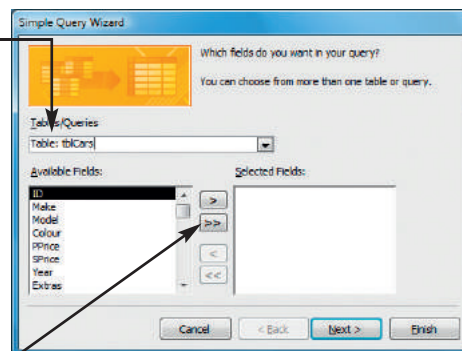 Simple Query Wizard
Which fields do you want in your query?
You can choose from more than one table or query.
Tables/Queries
Table: tblCars
Available Fields:
Selected Fields:
ID
Make
Model
Colour
PPrice
SPrice
Year
Extras
>
>>
<
<<
Cancel
< Back
Next >
Finish